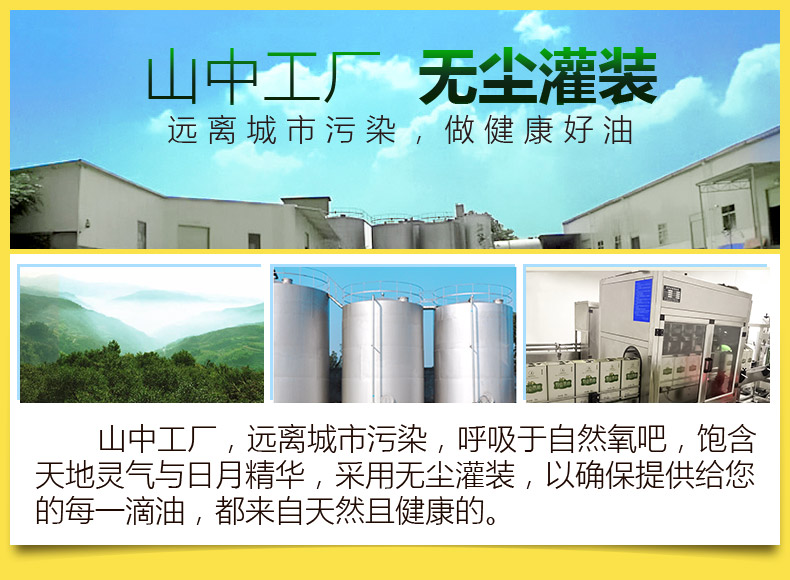 山中工厂 无尘灌装
远离城市污染，做健康好油
山中工厂，远离城市污染，呼吸于自然氧吧，饱含
天地灵气与日月精华，采用无尘灌装，以确保提供给您
的每一滴油，都来自天然且健康的。